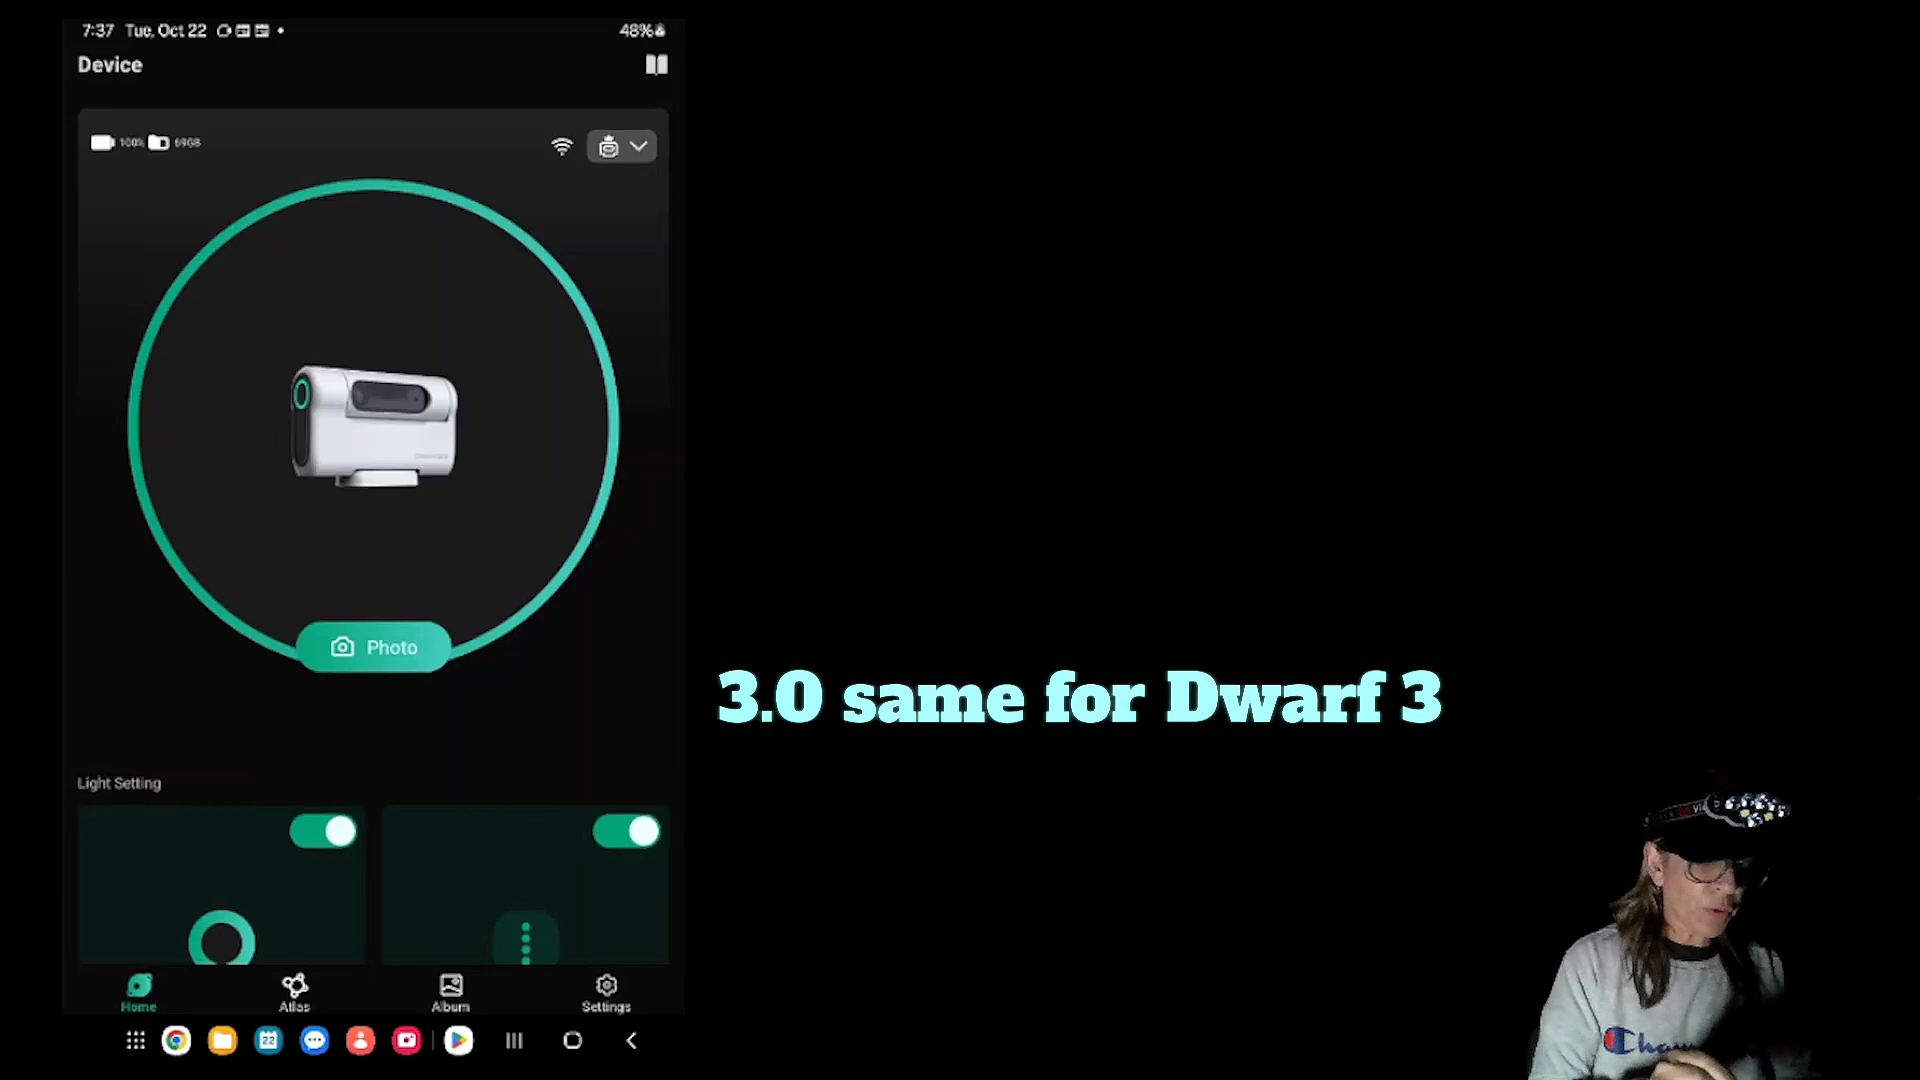 7:37 Tue, Oct 22
48%
Device
100% 69GB
Photo
3.0 same for Dwarf 3
Light Setting
Home
Atlas
Album
Settings
22